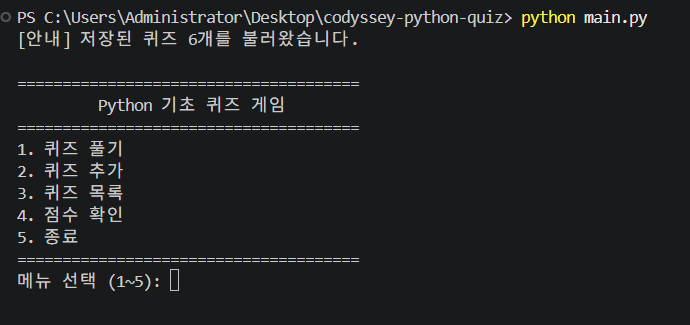 PS C:\Users\Administrator\Desktop\codyssey-python-quiz> python main.py
[안내] 저장된 퀴즈 6개를 불러왔습니다.
======================================
Python 기초 퀴즈 게임
======================================
1. 퀴즈 풀기
2. 퀴즈 추가
3. 퀴즈 목록
4. 점수 확인
5. 종료
======================================
메뉴 선택 (1~5):